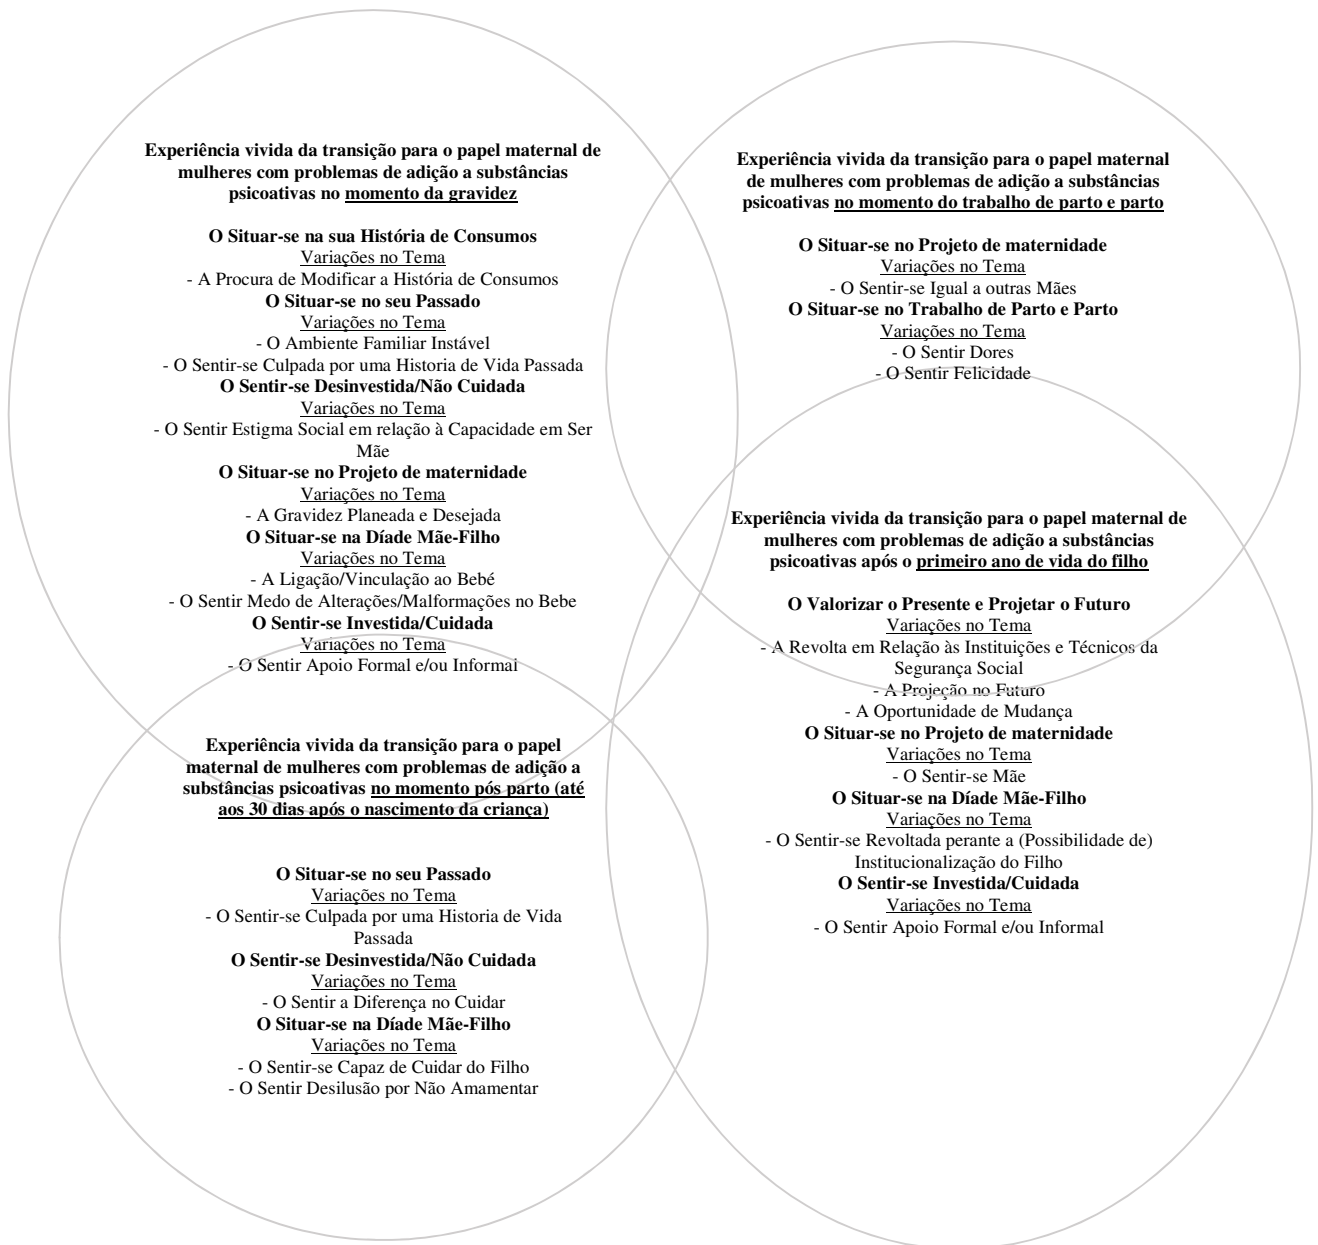 Experiência vivida da transição para o papel maternal de
mulheres com problemas de adição a substâncias
psicoativas no momento da gravidez
O Situar-se na sua História de Consumos
Variações no Tema
- A Procura de Modificar a História de Consumos
O Situar-se no seu Passado
Variações no Tema
- O Ambiente Familiar Instável
- O Sentir-se Culpada por uma Historia de Vida Passada
O Sentir-se Desinvestida/Não Cuidada
Variações no Tema
- O Sentir Estigma Social em relação à Capacidade em Ser
Mãe
O Situar-se no Projeto de maternidade
Variações no Tema
- A Gravidez Planeada e Desejada
O Situar-se na Díade Mãe-Filho
Variações no Tema
- A Ligação/Vinculação ao Bebé
- O Sentir Medo de Alterações/Malformações no Bebe
O Sentir-se Investida/Cuidada
Variações no Tema
- O Sentir Apoio Formal e/ou Informal
Experiência vivida da transição para o papel maternal
de mulheres com problemas de adição a substâncias
psicoativas no momento do trabalho de parto e parto
O Situar-se no Projeto de maternidade
Variações no Tema
- O Sentir-se Igual a outras Mães
O Situar-se no Trabalho de Parto e Parto
Variações no Tema
- O Sentir Dores
- O Sentir Felicidade
Experiência vivida da transição para o papel
maternal de mulheres com problemas de adição a
substâncias psicoativas no momento pós parto (até
aos 30 dias após o nascimento da criança)
O Situar-se no seu Passado
Variações no Tema
- O Sentir-se Culpada por uma Historia de Vida
Passada
O Sentir-se Desinvestida/Não Cuidada
Variações no Tema
- O Sentir a Diferença no Cuidar
O Situar-se na Díade Mãe-Filho
Variações no Tema
- O Sentir-se Capaz de Cuidar do Filho
- O Sentir Desilusão por Não Amamentar
Experiência vivida da transição para o papel maternal de
mulheres com problemas de adição a substâncias
psicoativas após o primeiro ano de vida do filho
O Valorizar o Presente e Projetar o Futuro
Variações no Tema
- A Revolta em Relação às Instituições e Técnicos da
Segurança Social
- A Projeção no Futuro
- A Oportunidade de Mudança
O Situar-se no Projeto de maternidade
Variações no Tema
- O Sentir-se Mãe
O Situar-se na Díade Mãe-Filho
Variações no Tema
- O Sentir-se Revoltada perante a (Possibilidade de)
Institucionalização do Filho
O Sentir-se Investida/Cuidada
Variações no Tema
- O Sentir Apoio Formal e/ou Informal